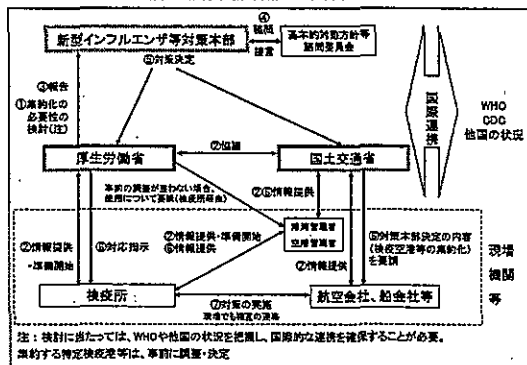 ④
諮問
新型インフルエンザ等対策本部
基本的対処方針等
諮問委員会
提言
⑤対策決定
③報告
①集約化の
必要性の
検討(注)
国際連携
WHO
CDC
他国の状況
厚生労働省
②協議
国土交通省
事前の調整が整わない場合、
使用について要請(検疫所経由)
②⑥情報提供
港湾管理者
空港管理者
②情報提供・準備開始
⑥情報提供
②情報提供
・準備開始
⑥対応指示
②情報提供
⑥対策本部決定の内容
(検疫空港等の集約化)
を要請
現場
機関
等
検疫所
⑦対策の実施
現場でも相互の連携
航空会社、船会社等
注：検討に当たっては、WHOや他国の状況を把握し、国際的な連携を確保することが必要。
集約する特定検疫港等は、事前に調整・決定